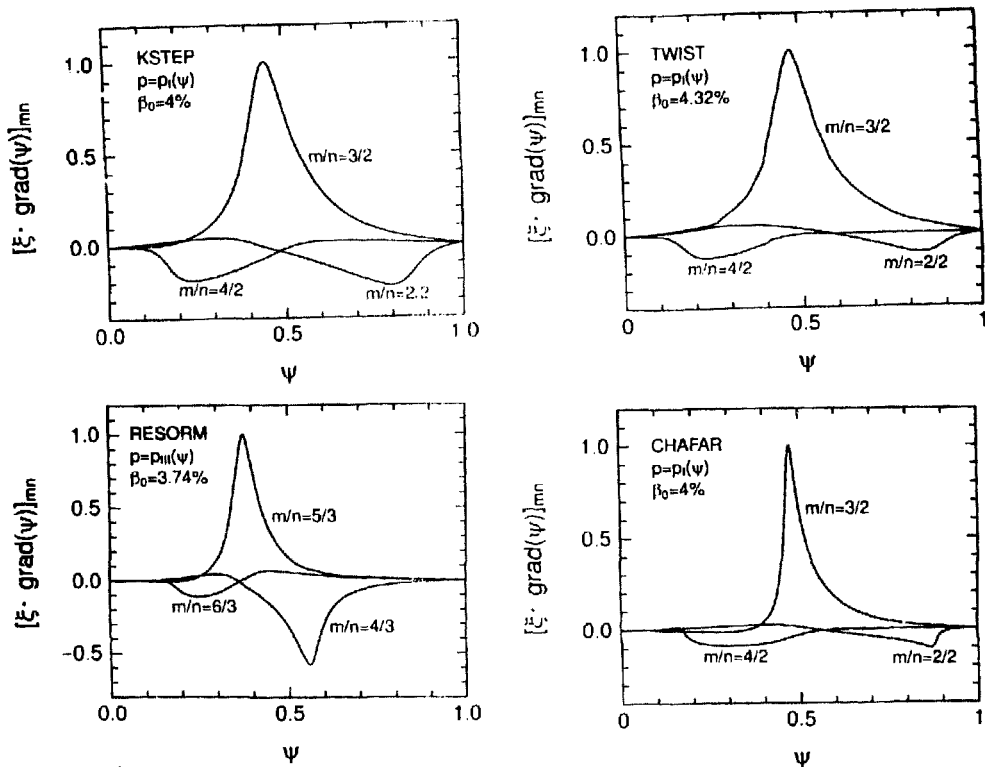 KSTEP
p=pI(ψ)
β0=4%
[ξ· grad(ψ)]mn
1.0
0.5
0.0
m/n=3/2
m/n=4/2
m/n=2/2
0.0
0.5
1.0
ψ
TWIST
p=pI(ψ)
β0=4.32%
[ξ· grad(ψ)]mn
1.0
0.5
0.0
m/n=3/2
m/n=4/2
m/n=2/2
0
0.5
1
ψ
RESORM
p=pIII(ψ)
β0=3.74%
[ξ· grad(ψ)]mn
1.0
0.5
0.0
-0.5
m/n=5/3
m/n=6/3
m/n=4/3
0.0
0.5
1.0
ψ
CHAFAR
p=pI(ψ)
β0=4%
[ξ· grad(ψ)]mn
1.0
0.5
0.0
m/n=3/2
m/n=4/2
m/n=2/2
0
0.5
1
ψ